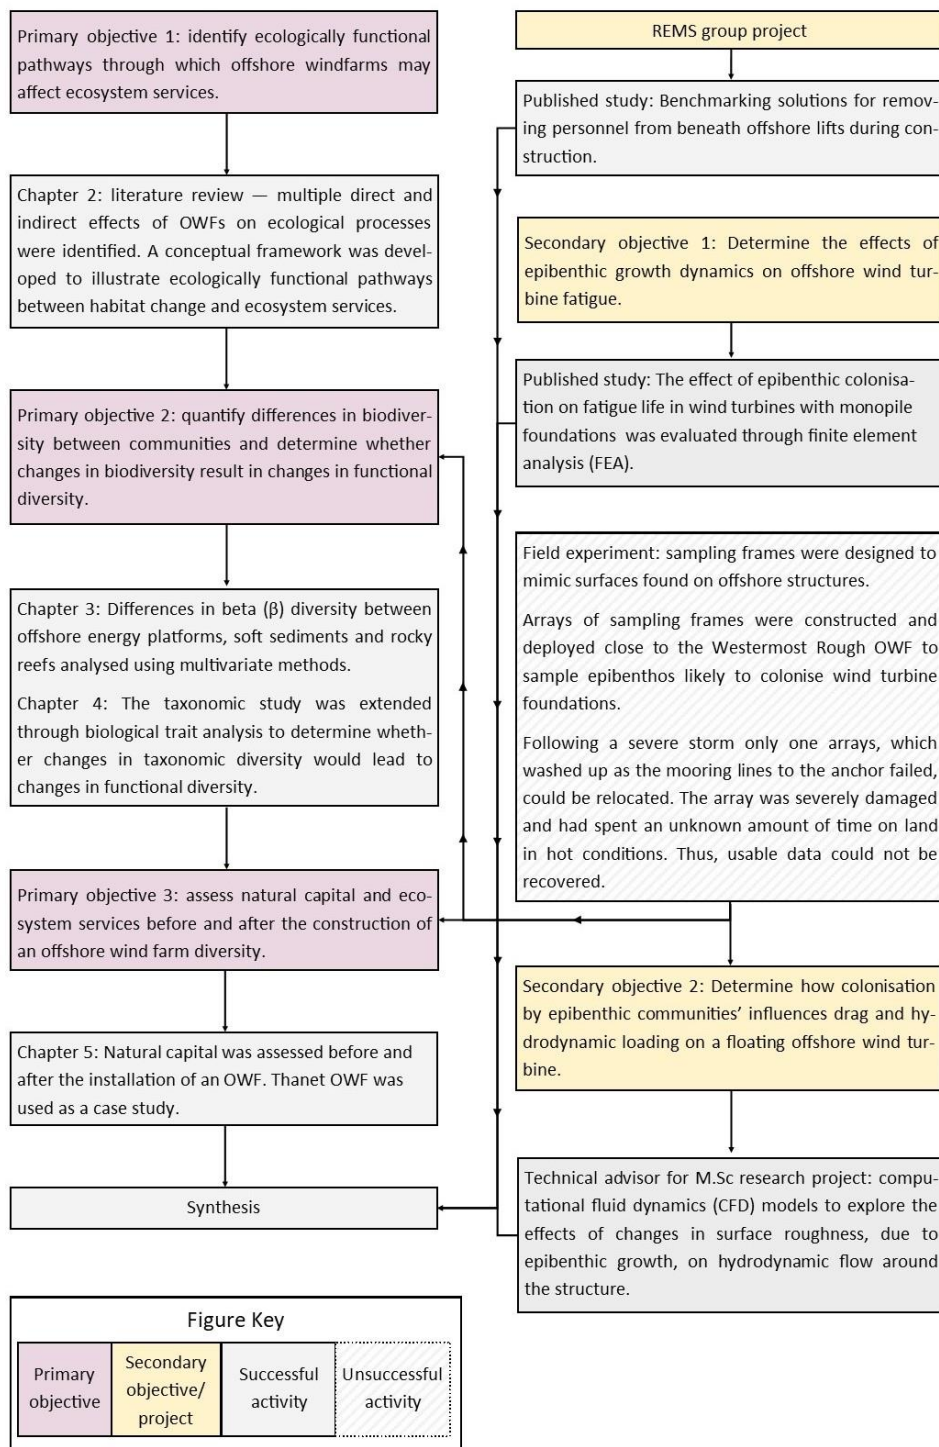 Primary objective 1: identify ecologically functional
pathways through which offshore windfarms may
affect ecosystem services.
Chapter 2: literature review — multiple direct and
indirect effects of OWFs on ecological processes
were identified. A conceptual framework was devel-
oped to illustrate ecologically functional pathways
between habitat change and ecosystem services.
Primary objective 2: quantify differences in biodiver-
sity between communities and determine whether
changes in biodiversity result in changes in functional
diversity.
Chapter 3: Differences in beta (β) diversity between
offshore energy platforms, soft sediments and rocky
reefs analysed using multivariate methods.
Chapter 4: The taxonomic study was extended
through biological trait analysis to determine wheth-
er changes in taxonomic diversity would lead to
changes in functional diversity.
Primary objective 3: assess natural capital and eco-
system services before and after the construction of
an offshore wind farm diversity.
Chapter 5: Natural capital was assessed before and
after the installation of an OWF. Thanet OWF was
used as a case study.
Synthesis
REMS group project
Published study: Benchmarking solutions for remov-
ing personnel from beneath offshore lifts during con-
struction.
Secondary objective 1: Determine the effects of
epibenthic growth dynamics on offshore wind tur-
bine fatigue.
Published study: The effect of epibenthic colonisa-
tion on fatigue life in wind turbines with monopile
foundations was evaluated through finite element
analysis (FEA).
Field experiment: sampling frames were designed to
mimic surfaces found on offshore structures.
Arrays of sampling frames were constructed and
deployed close to the Westermost Rough OWF to
sample epibenthos likely to colonise wind turbine
foundations.
Following a severe storm only one arrays, which
washed up as the mooring lines to the anchor failed,
could be relocated. The array was severely damaged
and had spent an unknown amount of time on land
in hot conditions. Thus, usable data could not be
recovered.
Secondary objective 2: Determine how colonisation
by epibenthic communities’ influences drag and hy-
drodynamic loading on a floating offshore wind tur-
bine.
Technical advisor for M.Sc research project: compu-
tational fluid dynamics (CFD) models to explore the
effects of changes in surface roughness, due to
epibenthic growth, on hydrodynamic flow around
the structure.
Figure Key
Primary
objective
Secondary
objective/
project
Successful
activity
Unsuccessful
activity